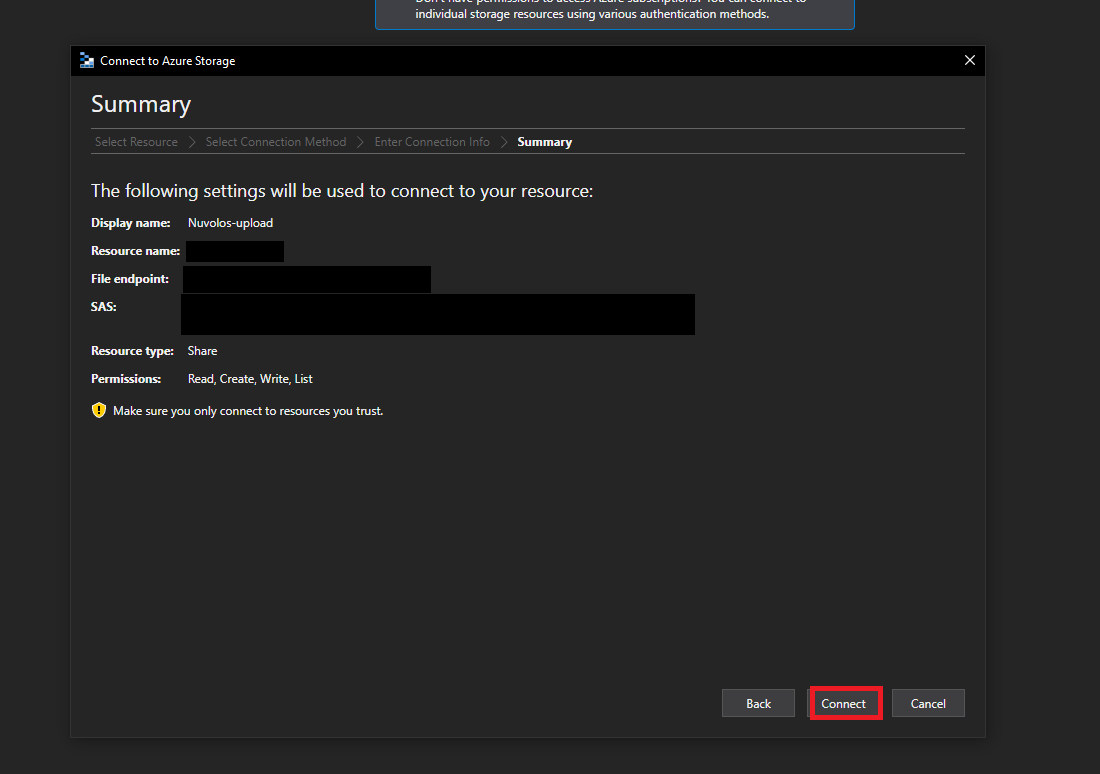 individual storage resources using various authentication methods.
Connect to Azure Storage
Summary
Select Resource > Select Connection Method > Enter Connection Info > Summary
The following settings will be used to connect to your resource:
Display name: Nuvolos-upload
Resource name:
File endpoint:
SAS:
Resource type: Share
Permissions: Read, Create, Write, List
Make sure you only connect to resources you trust.
Back Connect Cancel